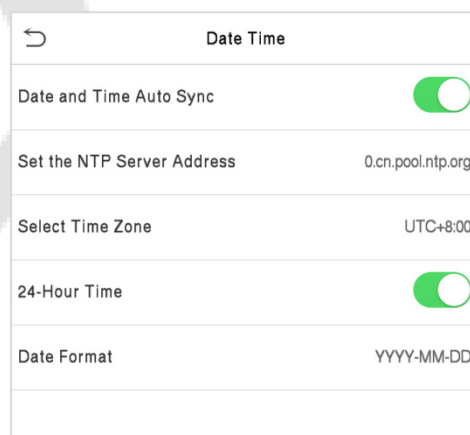 Date Time
Date and Time Auto Sync
Set the NTP Server Address 0.cn.pool.ntp.org
Select Time Zone UTC+8:00
24-Hour Time
Date Format YYYY-MM-DD